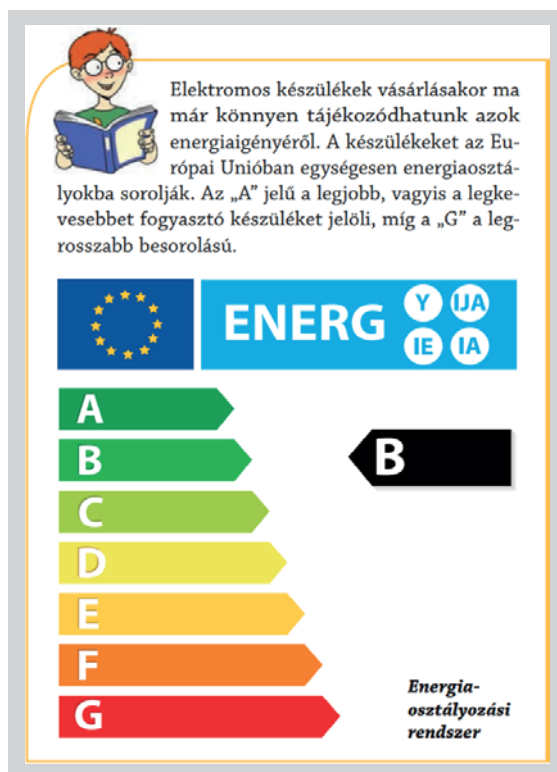 Elektromos készülékek vásárlásakor ma
már könnyen tájékozódhatunk azok
energiaigényéről. A készülékeket az Eu-
rópai Unióban egységesen energiaosztá-
lyokba sorolják. Az „A” jelű a legjobb, vagyis a legke-
vesebbet fogyasztó készüléket jelöli, míg a „G” a leg-
rosszabb besorolású.
ENERG Y IJA
IE IA
A
B B
C
D
E
F
G
Energia-
osztályozási
rendszer